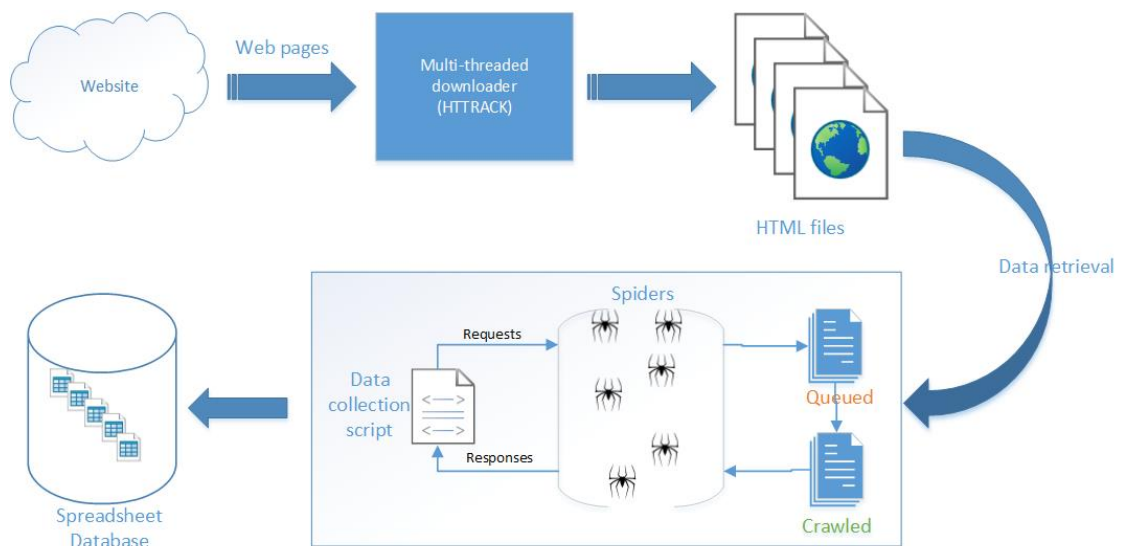 Website
Web pages
Multi-threaded
downloader
(HTTRACK)
HTML files
Data retrieval
Spiders
Requests
Data
collection
script
Responses
Queued
Crawled
Spreadsheet
Database